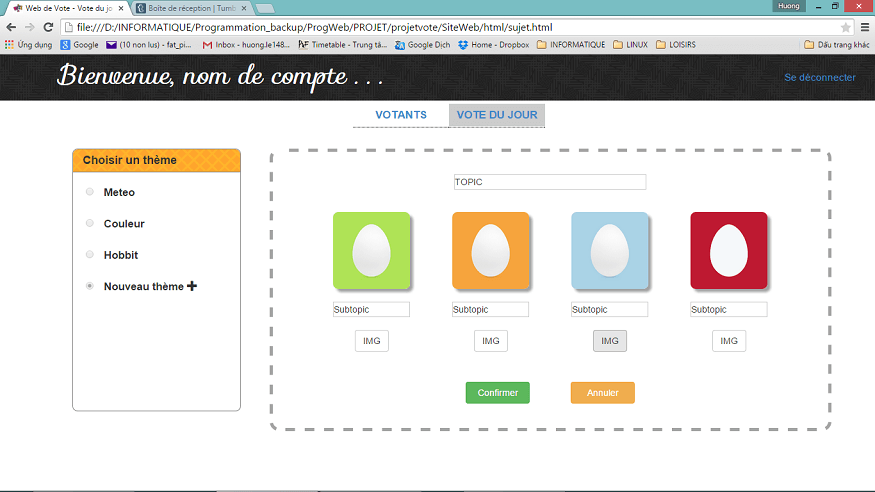 Web de Vote - Vote du jo
Boîte de réception | Tumb
Huong
file:///D:/INFORMATIQUE/Programmation_backup/ProgWeb/PROJET/projetvote/SiteWeb/html/sujet.html
Ứng dụng
Google
(10 non lus) - fat_pi...
Inbox - huong.le148...
Timetable - Trung tâ...
Google Dịch
Home - Dropbox
INFORMATIQUE
LINUX
LOISIRS
Dấu trang khác
Bienvenue, nom de compte . . .
Se déconnecter
VOTANTS
VOTE DU JOUR
Choisir un thème
Meteo
Couleur
Hobbit
Nouveau thème +
TOPIC
Subtopic
Subtopic
Subtopic
Subtopic
IMG
IMG
IMG
IMG
Confirmer
Annuler